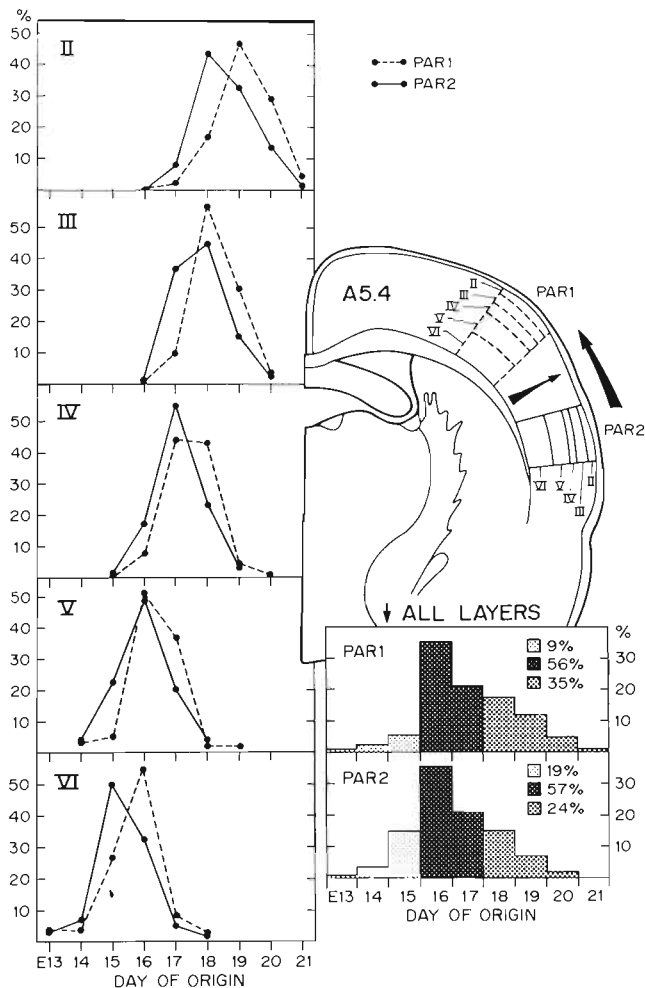 %
II
50
40
30
20
10
III
50
40
30
20
10
IV
50
40
30
20
10
V
50
40
30
20
10
VI
50
40
30
20
10
E13 14 15 16 17 18 19 20 21
DAY OF ORIGIN
PAR1
PAR2
A5.4
II
III
IV
V
VI
PAR1
PAR2
VI
V
IV
III
II
ALL LAYERS
%
PAR1
9%
56%
35%
30
20
10
PAR2
19%
57%
24%
30
20
10
E13 14 15 16 17 18 19 20 21
DAY OF ORIGIN